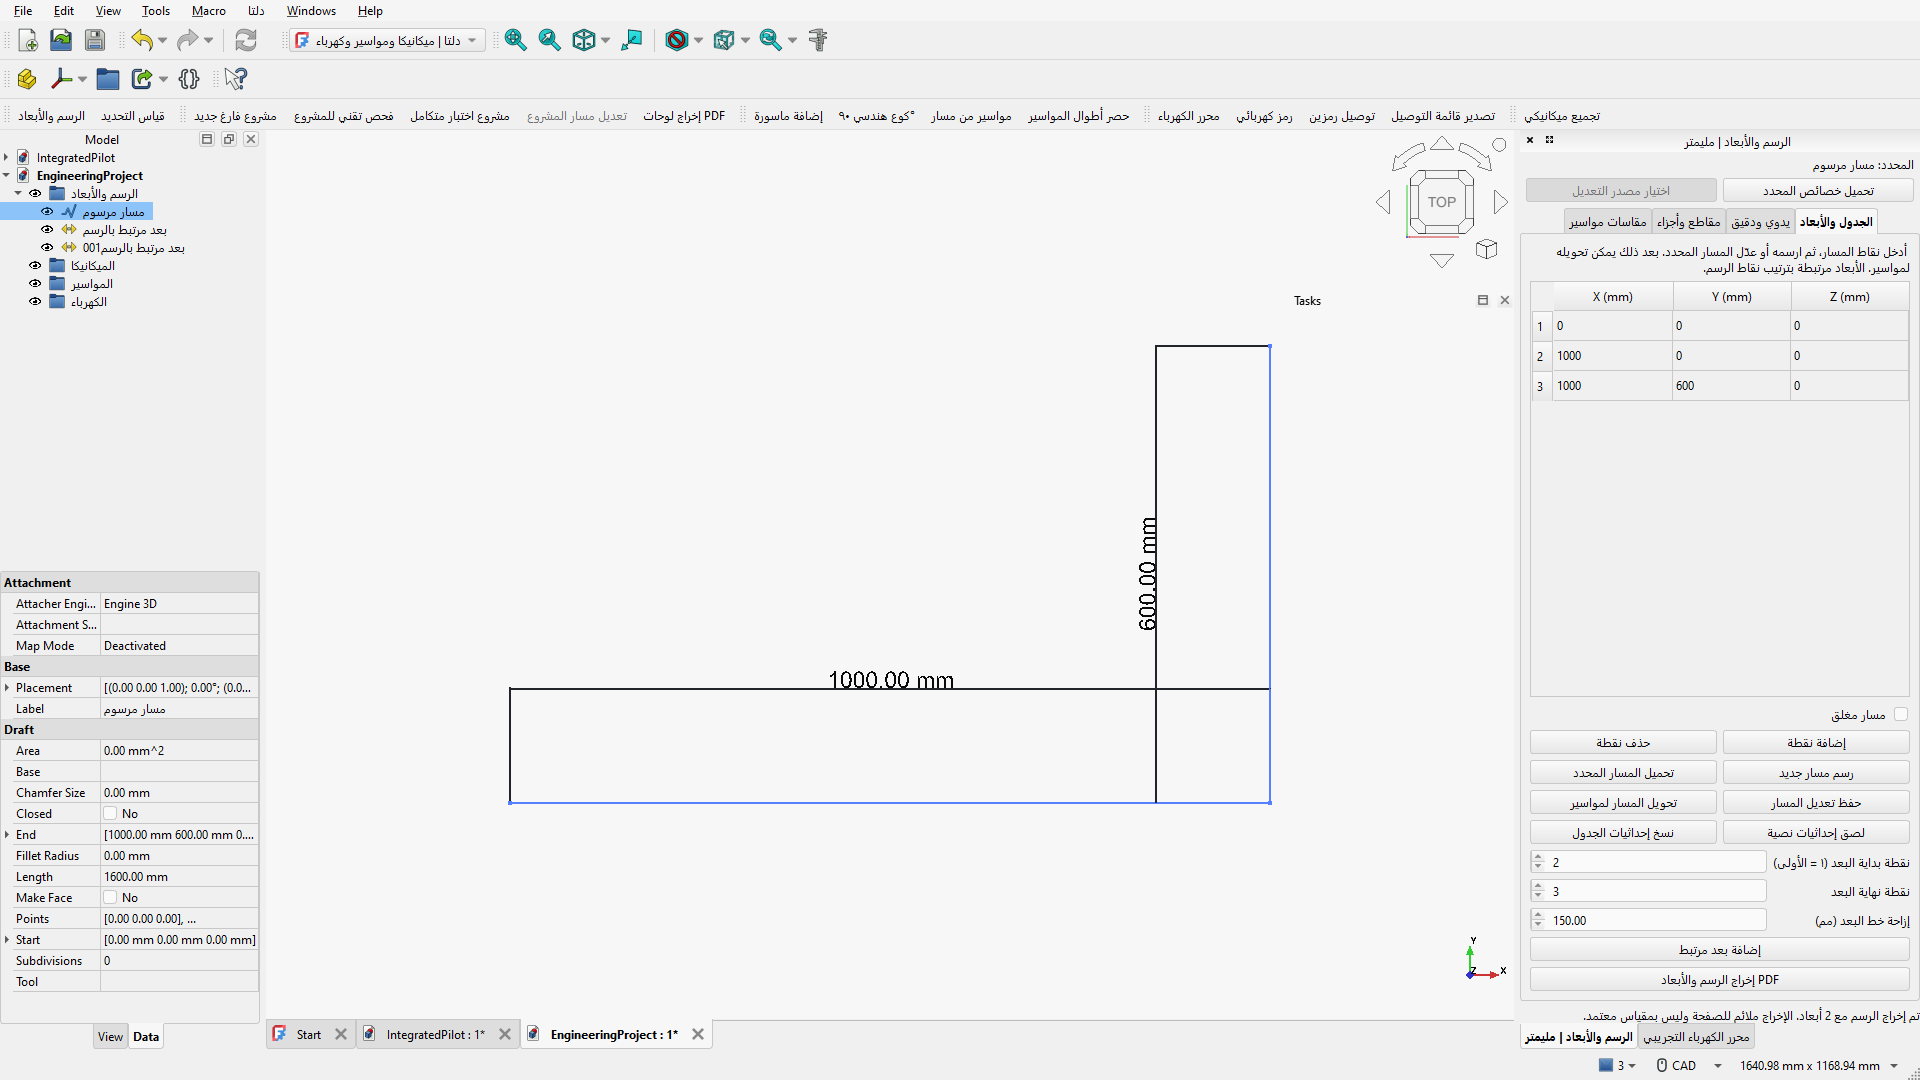 File Edit View Tools Macro دلتا Windows Help
دلتا | ميكانيكا ومواسير وكهرباء
الرسم والأبعاد قياس التحديد مشروع فارغ جديد فحص تقني للمشروع مشروع اختبار متكامل تعديل مسار المشروع إخراج لوحات PDF إضافة ماسورة كوع هندسي ٩٠° مواسير من مسار حصر أطوال المواسير محرر الكهرباء رمز كهربائي توصيل رمزين تصدير قائمة التوصيل تجميع ميكانيكي
Model
IntegratedPilot
EngineeringProject
الرسم والأبعاد
مسار مرسوم
بعد مرتبط بالرسم
بعد مرتبط بالرسم001
الميكانيكا
المواسير
الكهرباء
Attachment
Attacher Engi... Engine 3D
Attachment S...
Map Mode Deactivated
Base
Placement [(0.00 0.00 1.00); 0.00°; (0.0...
Label مسار مرسوم
Draft
Area 0.00 mm^2
Base
Chamfer Size 0.00 mm
Closed No
End [1000.00 mm 600.00 mm 0....
Fillet Radius 0.00 mm
Length 1600.00 mm
Make Face No
Points [0.00 0.00 0.00], ...
Start [0.00 mm 0.00 mm 0.00 mm]
Subdivisions 0
Tool
View Data
TOP
Tasks
600.00 mm
1000.00 mm
Y
Z X
Start IntegratedPilot : 1* EngineeringProject : 1*
الرسم والأبعاد | مليمتر
المحدد: مسار مرسوم
تحميل خصائص المحدد
اختيار مصدر التعديل
الجدول والأبعاد يدوي ودقيق مقاطع وأجزاء مقاسات مواسير
أدخل نقاط المسار، ثم ارسمه أو عدّل المسار المحدد. بعد ذلك يمكن تحويله
لمواسير. الأبعاد مرتبطة بترتيب نقاط الرسم.
X (mm) Y (mm) Z (mm)
1 0 0 0
2 1000 0 0
3 1000 600 0
مسار مغلق
إضافة نقطة
حذف نقطة
رسم مسار جديد
تحميل المسار المحدد
حفظ تعديل المسار
تحويل المسار لمواسير
لصق إحداثيات نصية
نسخ إحداثيات الجدول
نقطة بداية البعد (١ = الأولى) 2
نقطة نهاية البعد 3
إزاحة خط البعد (مم) 150.00
إضافة بعد مرتبط
إخراج الرسم والأبعاد PDF
تم إخراج الرسم مع 2 أبعاد. الإخراج ملائم للصفحة وليس بمقياس معتمد.
الرسم والأبعاد | مليمتر محرر الكهرباء التجريبي
3 CAD 1640.98 mm x 1168.94 mm